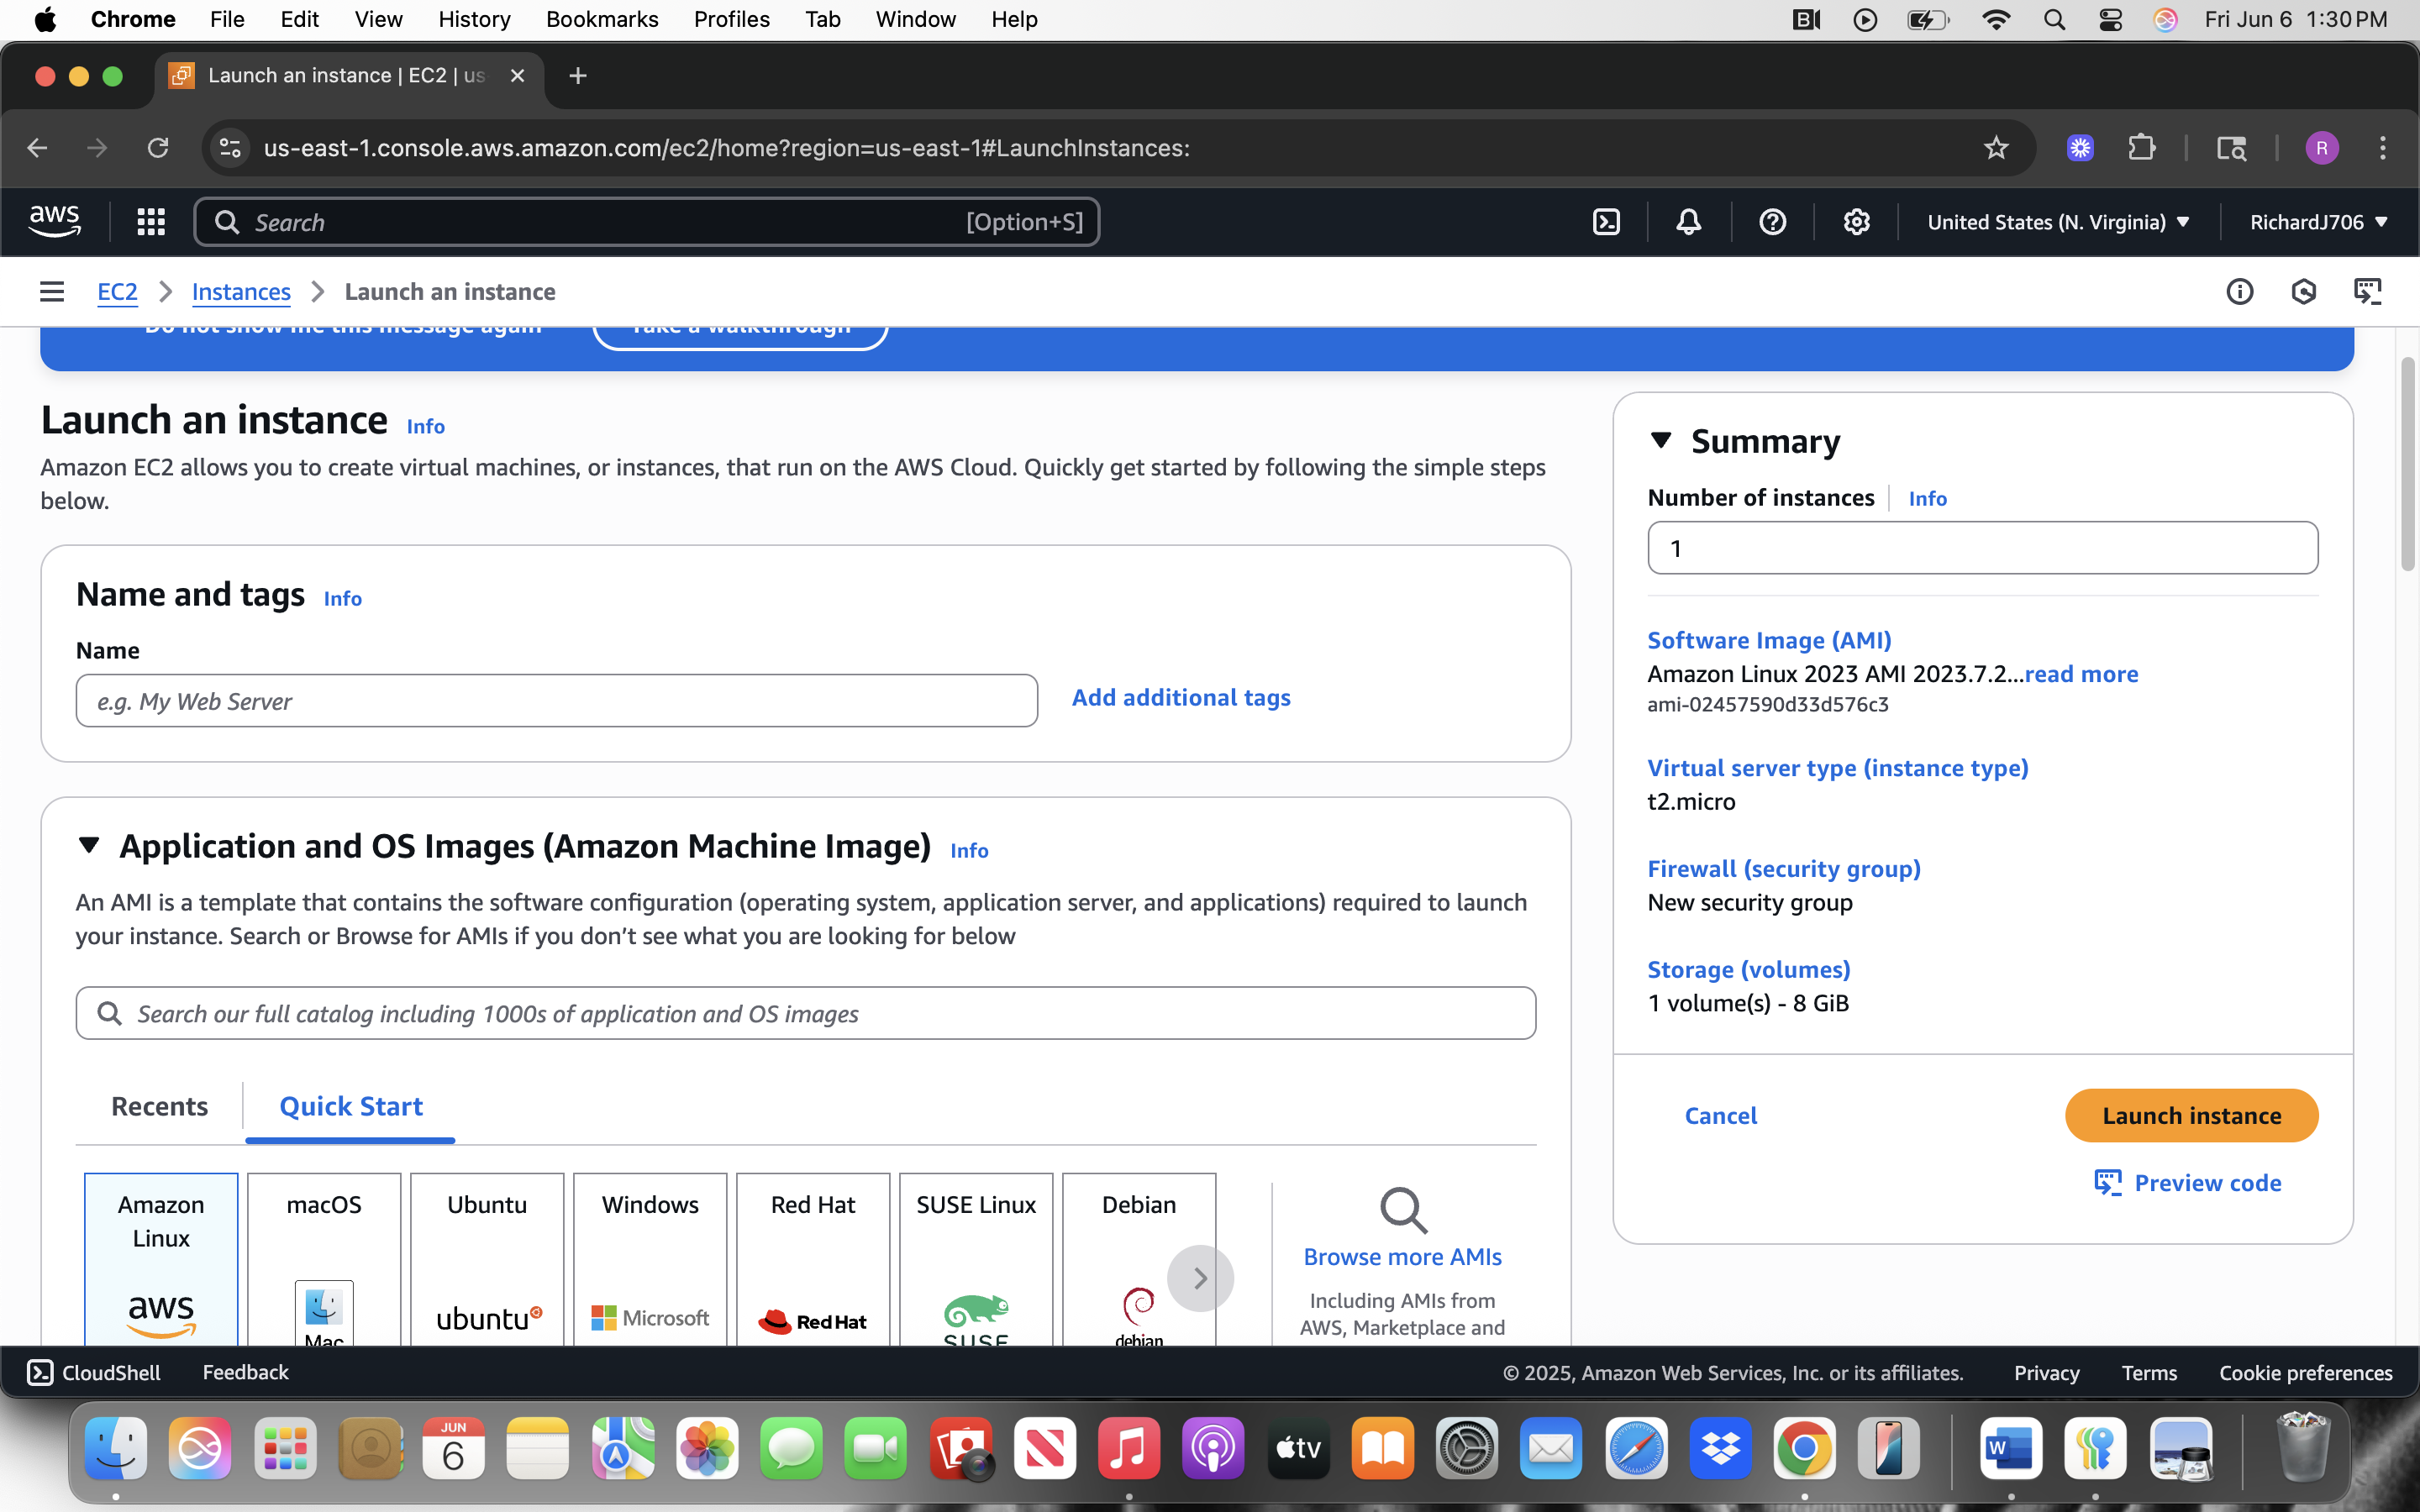 Chrome File Edit View History Bookmarks Profiles Tab Window Help
Fri Jun 6 1:30 PM
Launch an instance | EC2 | us
us-east-1.console.aws.amazon.com/ec2/home?region=us-east-1#LaunchInstances:
R
aws
Search
[Option+S]
United States (N. Virginia)
RichardJ706
EC2
Instances
Launch an instance
Do not show me this message again
Take a walkthrough
Launch an instance
Info
Amazon EC2 allows you to create virtual machines, or instances, that run on the AWS Cloud. Quickly get started by following the simple steps
below.
Name and tags
Info
Name
e.g. My Web Server
Add additional tags
Application and OS Images (Amazon Machine Image)
Info
An AMI is a template that contains the software configuration (operating system, application server, and applications) required to launch
your instance. Search or Browse for AMIs if you don’t see what you are looking for below
Search our full catalog including 1000s of application and OS images
Recents
Quick Start
Amazon
Linux
aws
macOS
Mac
Ubuntu
ubuntu
Windows
Microsoft
Red Hat
Red Hat
SUSE Linux
SUSE
Debian
debian
Browse more AMIs
Including AMIs from
AWS, Marketplace and
Summary
Number of instances
Info
1
Software Image (AMI)
Amazon Linux 2023 AMI 2023.7.2...read more
ami-02457590d33d576c3
Virtual server type (instance type)
t2.micro
Firewall (security group)
New security group
Storage (volumes)
1 volume(s) - 8 GiB
Cancel
Launch instance
Preview code
CloudShell
Feedback
© 2025, Amazon Web Services, Inc. or its affiliates.
Privacy
Terms
Cookie preferences
JUN
6
tv
W